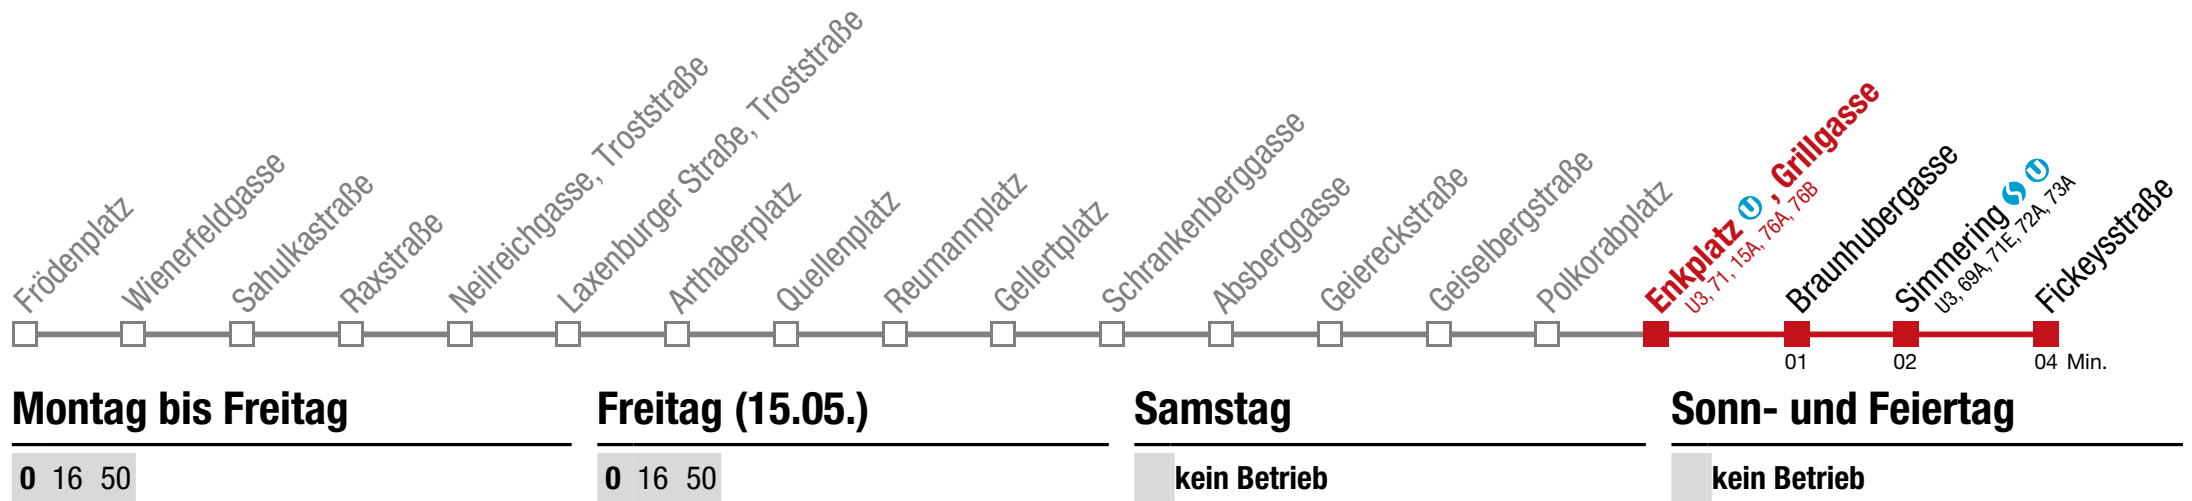 Frödenplatz
Wienerfeldgasse
Sahulkastraße
Raxstraße
Neilreichgasse, Troststraße
Laxenburger Straße, Troststraße
Arthaberplatz
Quellenplatz
Reumannplatz
Gellertplatz
Schrankenberggasse
Absberggasse
Geiereckstraße
Geiselbergstraße
Polkorabplatz
Enkplatz U , Grillgasse
U3, 71, 15A, 76A, 76B
Braunhubergasse
Simmering S U
U3, 69A, 71E, 72A, 73A
Fickeysstraße
01 02 04 Min.
Montag bis Freitag
0 16 50
Freitag (15.05.)
0 16 50
Samstag
kein Betrieb
Sonn- und Feiertag
kein Betrieb